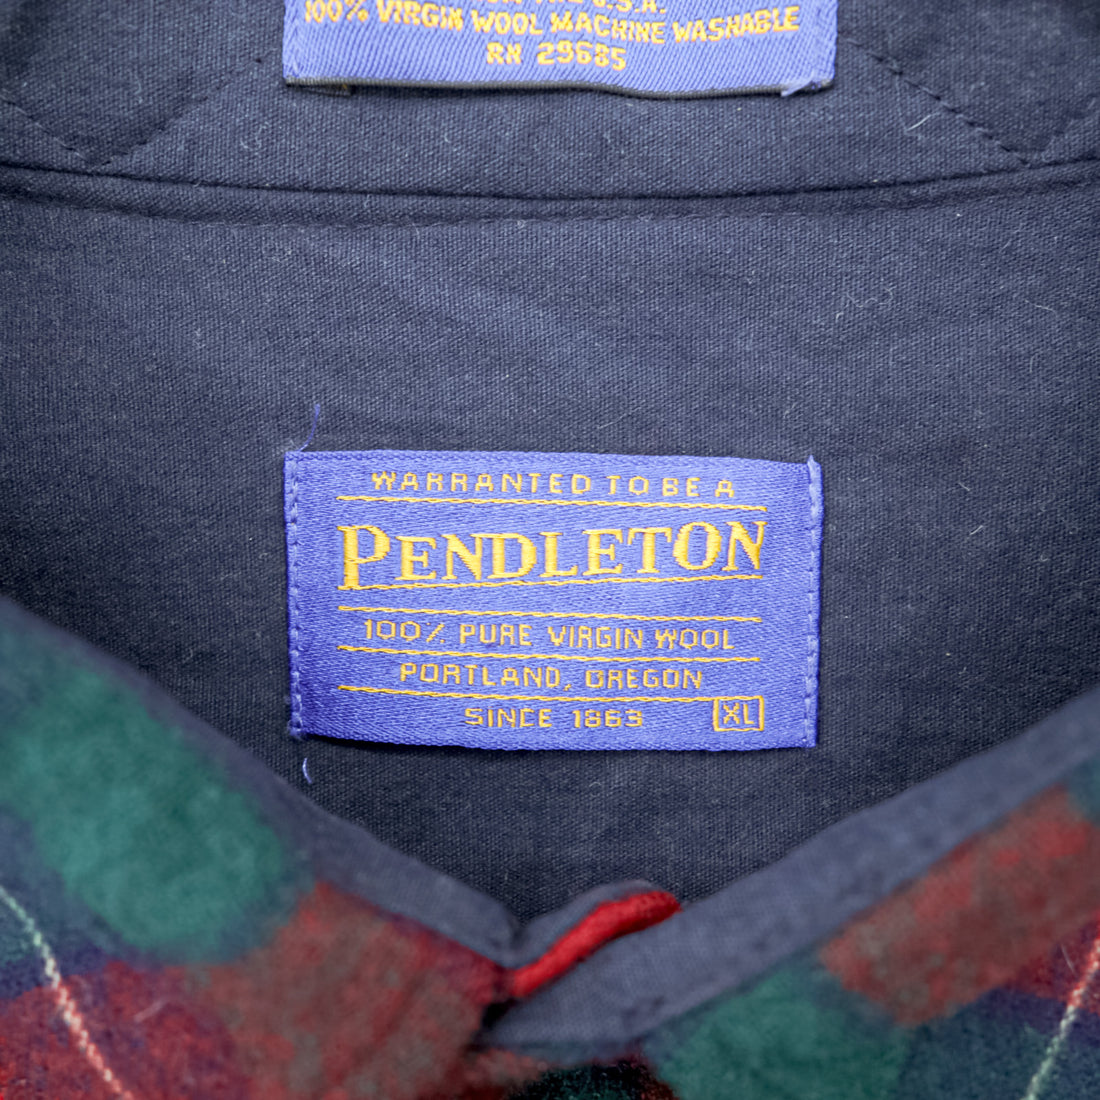 THE U.S.A.
100% VIRGIN WOOL MACHINE WASHABLE
RN 29685
WARRANTED TO BE A
PENDLETON
100% PURE VIRGIN WOOL
PORTLAND, OREGON
SINCE 1863 XL